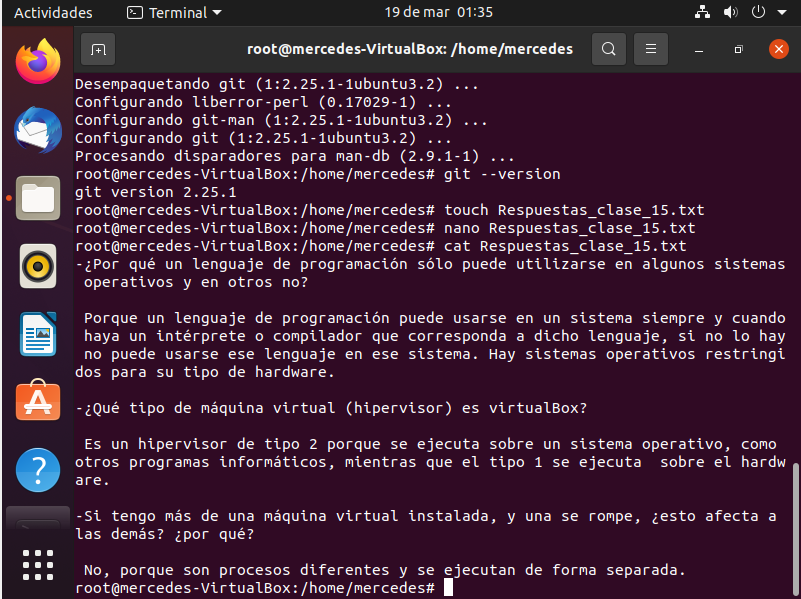 Actividades Terminal 19 de mar 01:35
root@mercedes-VirtualBox: /home/mercedes
Desempaquetando git (1:2.25.1-1ubuntu3.2) ...
Configurando liberror-perl (0.17029-1) ...
Configurando git-man (1:2.25.1-1ubuntu3.2) ...
Configurando git (1:2.25.1-1ubuntu3.2) ...
Procesando disparadores para man-db (2.9.1-1) ...
root@mercedes-VirtualBox:/home/mercedes# git --version
git version 2.25.1
root@mercedes-VirtualBox:/home/mercedes# touch Respuestas_clase_15.txt
root@mercedes-VirtualBox:/home/mercedes# nano Respuestas_clase_15.txt
root@mercedes-VirtualBox:/home/mercedes# cat Respuestas_clase_15.txt
-¿Por qué un lenguaje de programación sólo puede utilizarse en algunos sistemas
operativos y en otros no?
Porque un lenguaje de programación puede usarse en un sistema siempre y cuando
haya un intérprete o compilador que corresponda a dicho lenguaje, si no lo hay
no puede usarse ese lenguaje en ese sistema. Hay sistemas operativos restringi
dos para su tipo de hardware.
-¿Qué tipo de máquina virtual (hipervisor) es virtualBox?
Es un hipervisor de tipo 2 porque se ejecuta sobre un sistema operativo, como
otros programas informáticos, mientras que el tipo 1 se ejecuta  sobre el hardw
are.
-Si tengo más de una máquina virtual instalada, y una se rompe, ¿esto afecta a
las demás? ¿por qué?
No, porque son procesos diferentes y se ejecutan de forma separada.
root@mercedes-VirtualBox:/home/mercedes#